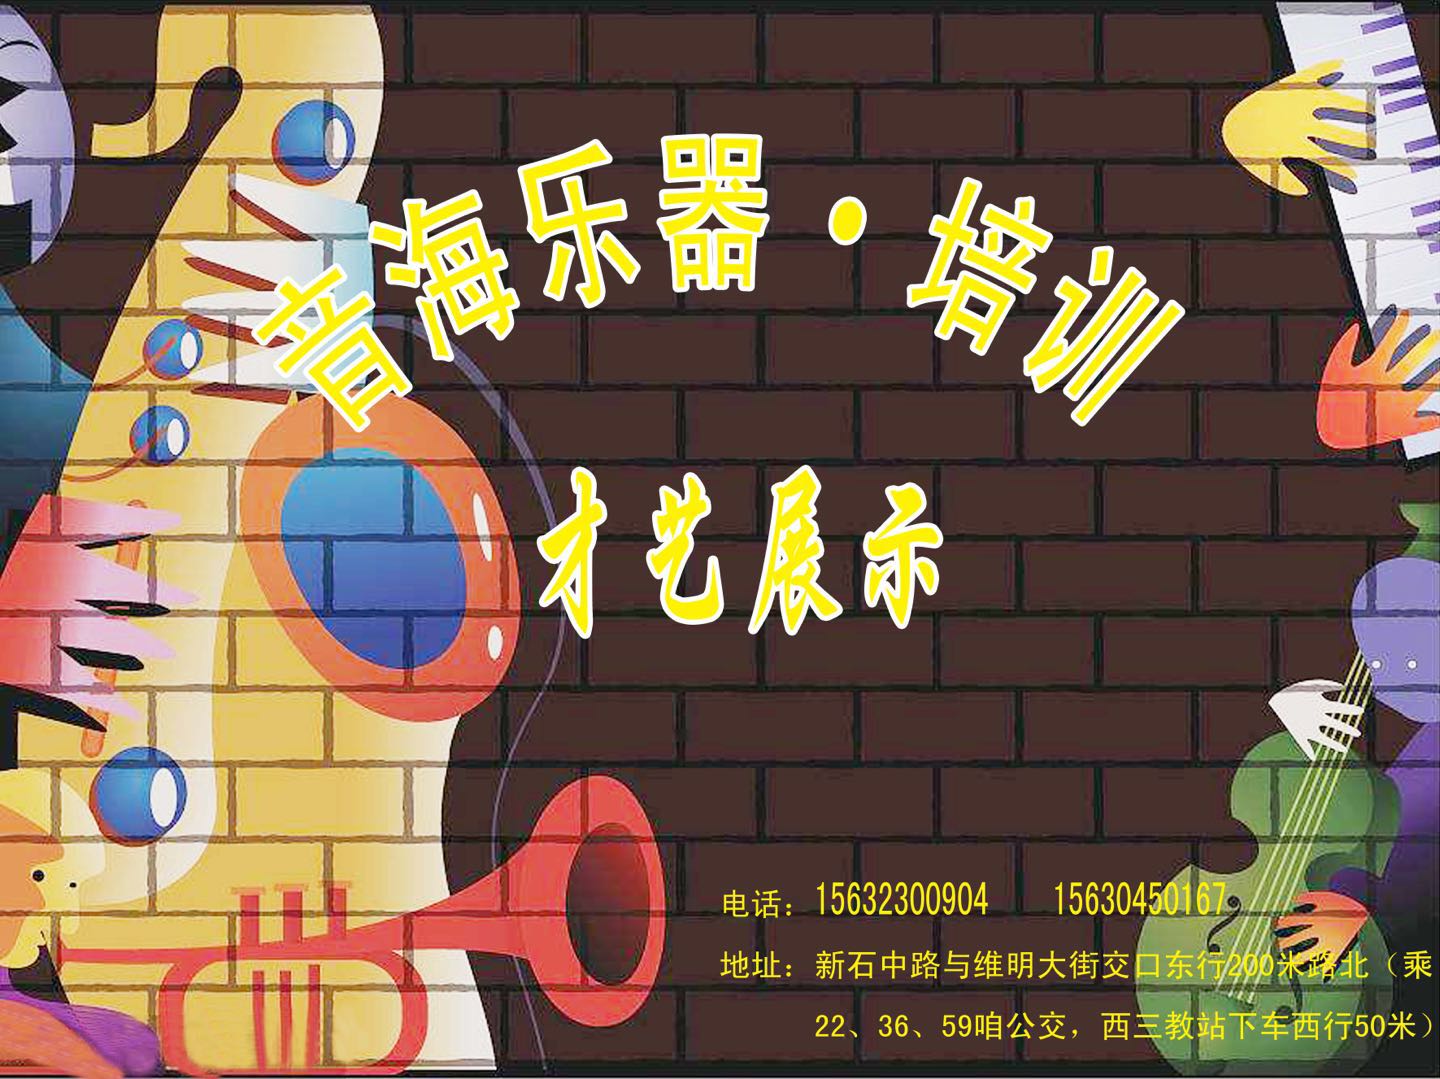 音海乐器·培训
才艺展示
电话：15632300904 15630450167
地址：新石中路与维明大街交口东行200米路北（乘
22、36、59咱公交，西三教站下车西行50米）